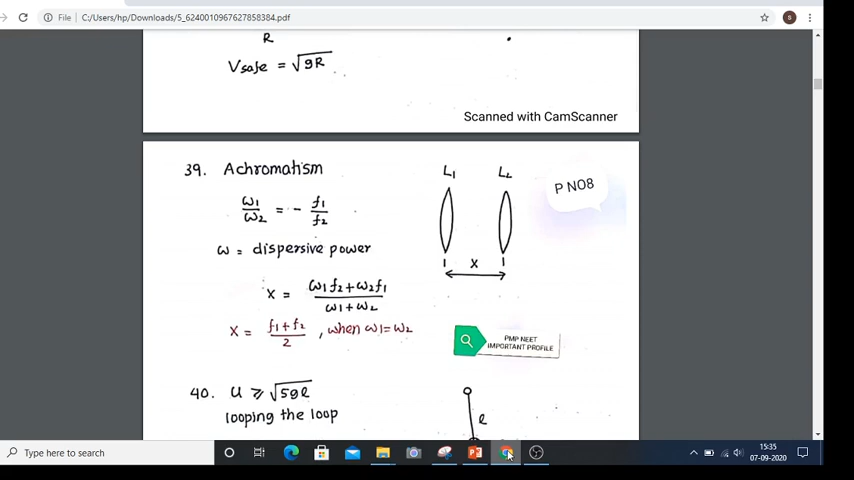 File
C:/Users/hp/Downloads/5_6240010967627858384.pdf
s
R
Vsafe = √gR
Scanned with CamScanner
39. Achromatism
ω1/ω2 = - f1/f2
ω = dispersive power
x = ω1f2+ω2f1/ω1+ω2
x = f1+f2/2 , when ω1=ω2
L1 L2
x
P NO8
PMP NEET
IMPORTANT PROFILE
40. u ≥ √5gl
looping the loop
l
Type here to search
15:35
07-09-2020